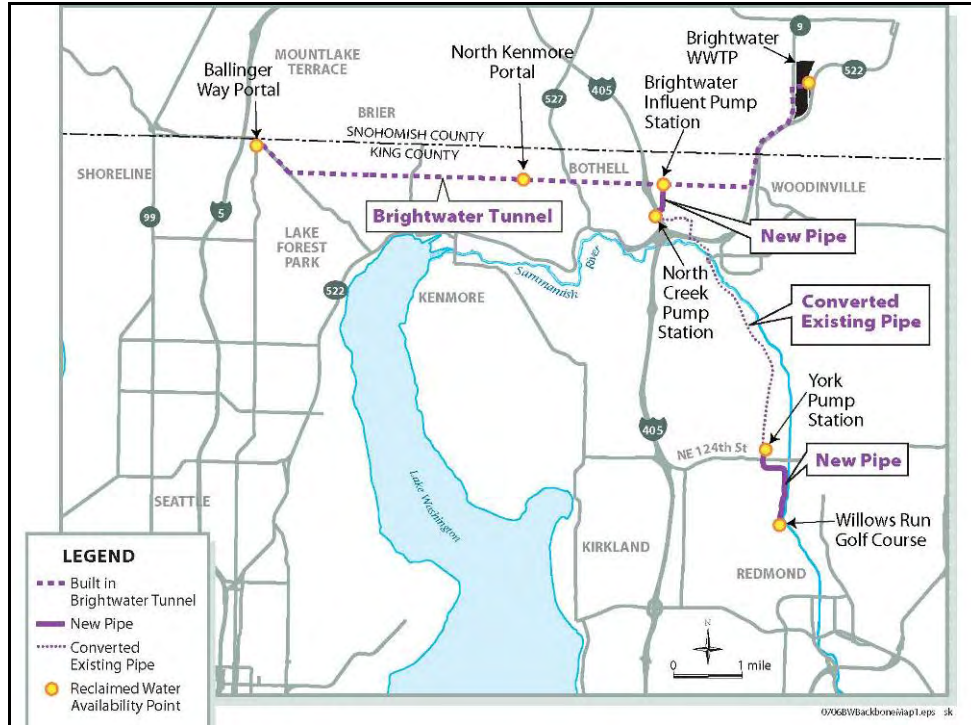 9
Brightwater
WWTP
522
MOUNTLAKE
TERRACE
North Kenmore
Portal
Ballinger
Way Portal
527
405
Brightwater
Influent Pump
Station
BRIER
SNOHOMISH COUNTY
KING COUNTY
SHORELINE
BOTHELL
WOODINVILLE
99
5
Brightwater Tunnel
New Pipe
LAKE
FOREST
PARK
Sammamish
River
522
KENMORE
North
Creek
Pump
Station
Converted
Existing Pipe
York
Pump
Station
405
NE 124th St
New Pipe
SEATTLE
Lake Washington
Willows Run
Golf Course
KIRKLAND
REDMOND
LEGEND
Built in
Brightwater Tunnel
New Pipe
Converted
Existing Pipe
Reclaimed Water
Availability Point
N
0 1 mile
0706BWBackboneMap1.eps sk